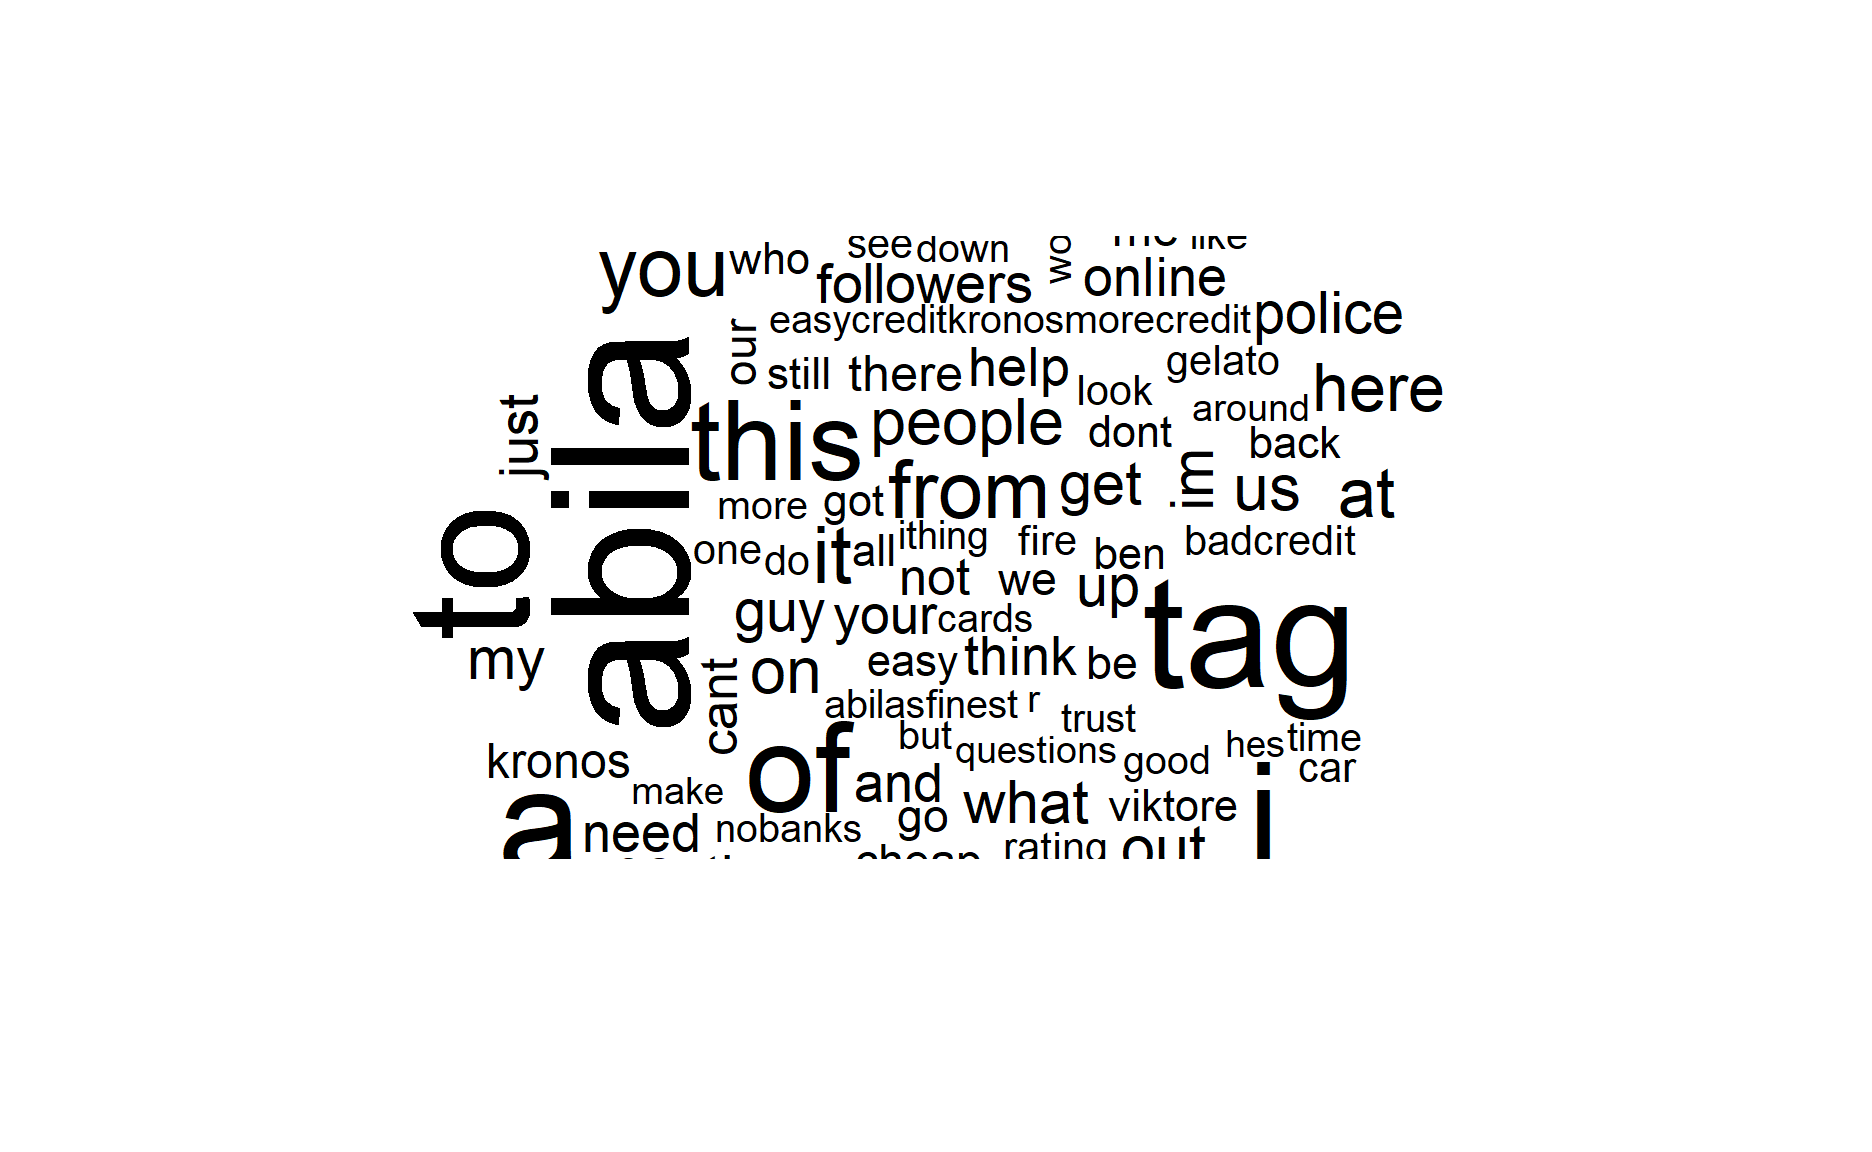 see down like
you who followers wo online
easycreditkronosmorecredit police
our still there help look gelato here
just abila this people dont around back
more got from get im us at
to one do it all ithing fire ben badcredit
not we up
guy your cards tag
my cant on easy think be
abilasfinest r trust
kronos but questions good hes time
make of and car
a need nobanks go what viktore i
cheap rating out